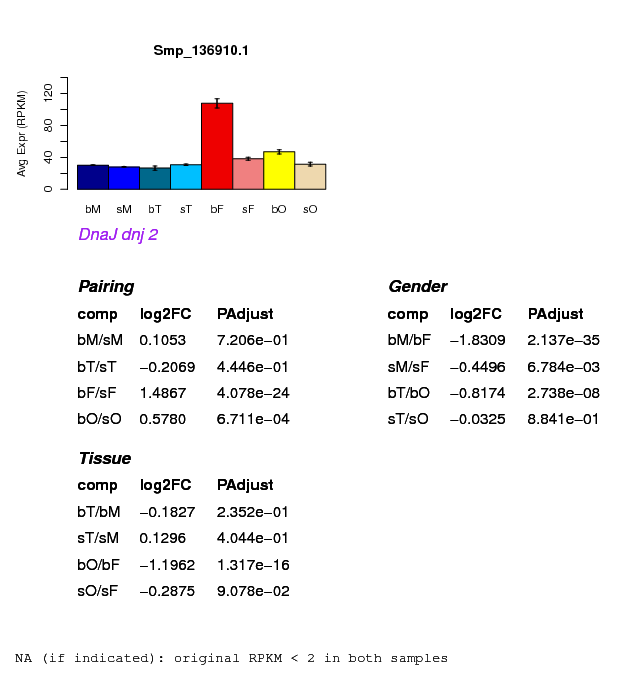 Smp_136910.1
Avg Expr (RPKM)
0 40 80 120
bM sM bT sT bF sF bO sO
DnaJ dnj 2
Pairing
comp log2FC PAdjust
bM/sM 0.1053 7.206e−01
bT/sT −0.2069 4.446e−01
bF/sF 1.4867 4.078e−24
bO/sO 0.5780 6.711e−04
Gender
comp log2FC PAdjust
bM/bF −1.8309 2.137e−35
sM/sF −0.4496 6.784e−03
bT/bO −0.8174 2.738e−08
sT/sO −0.0325 8.841e−01
Tissue
comp log2FC PAdjust
bT/bM −0.1827 2.352e−01
sT/sM 0.1296 4.044e−01
bO/bF −1.1962 1.317e−16
sO/sF −0.2875 9.078e−02
NA (if indicated): original RPKM < 2 in both samples